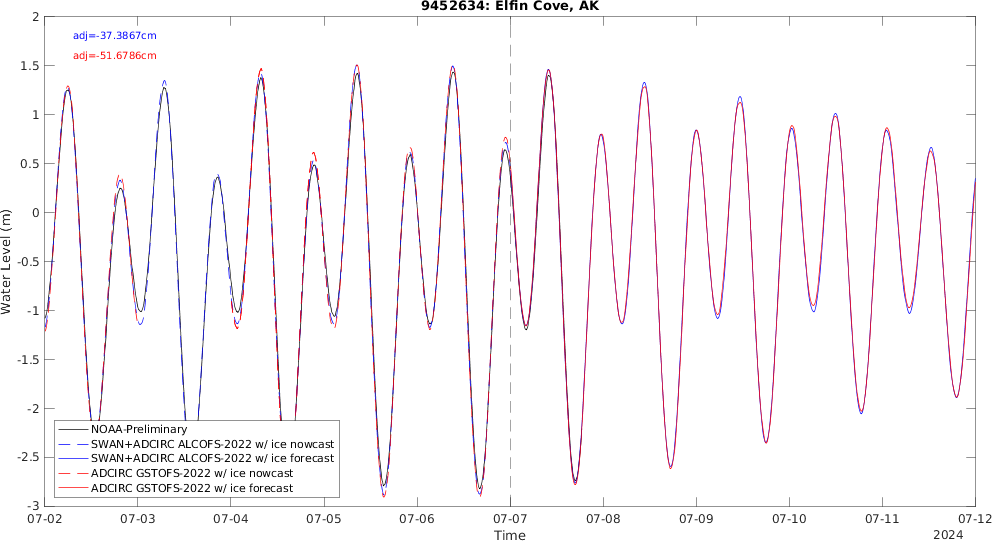 9452634: Elfin Cove, AK
adj=-37.3867cm
adj=-51.6786cm
2
1.5
1
0.5
0
-0.5
-1
-1.5
-2
-2.5
-3
Water Level (m)
NOAA-Preliminary
SWAN+ADCIRC ALCOFS-2022 w/ ice nowcast
SWAN+ADCIRC ALCOFS-2022 w/ ice forecast
ADCIRC GSTOFS-2022 w/ ice nowcast
ADCIRC GSTOFS-2022 w/ ice forecast
07-02 07-03 07-04 07-05 07-06 07-07 07-08 07-09 07-10 07-11 07-12
Time
2024